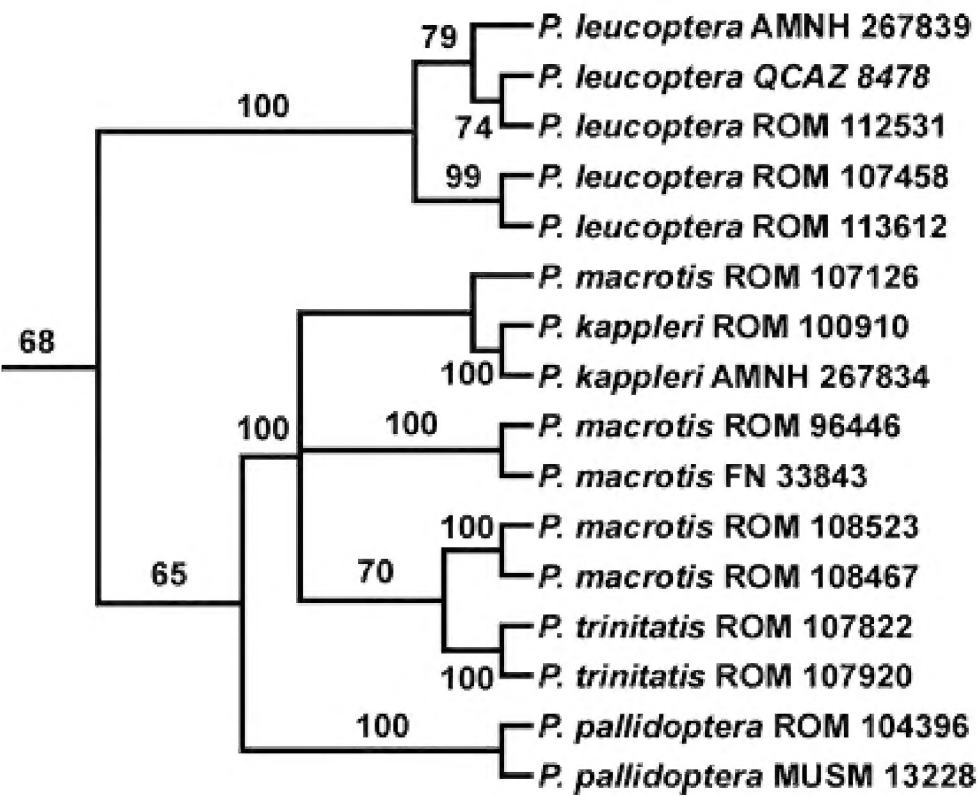 79
P. leucoptera AMNH 267839
P. leucoptera QCAZ 8478
100
74
P. leucoptera ROM 112531
99
P. leucoptera ROM 107458
P. leucoptera ROM 113612
P. macrotis ROM 107126
68
P. kappleri ROM 100910
100
P. kappleri AMNH 267834
100
100
P. macrotis ROM 96446
P. macrotis FN 33843
100
P. macrotis ROM 108523
65
70
P. macrotis ROM 108467
P. trinitatis ROM 107822
100
P. trinitatis ROM 107920
100
P. pallidoptera ROM 104396
P. pallidoptera MUSM 13228